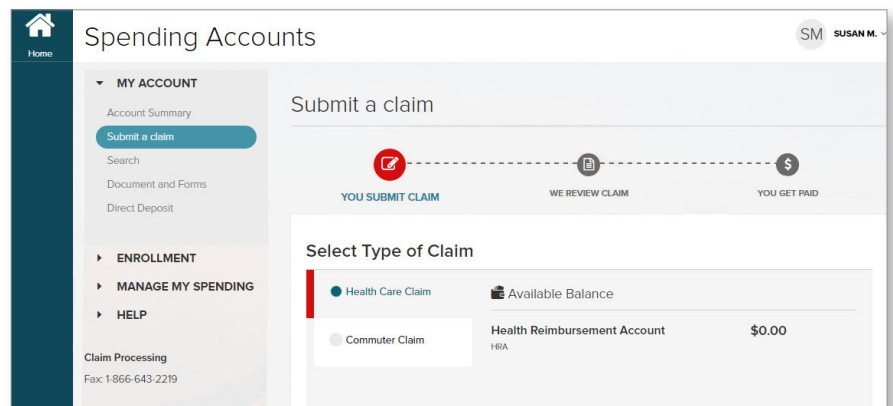 Home
Spending Accounts
SM SUSAN M.
MY ACCOUNT
Account Summary
Submit a claim
Search
Document and Forms
Direct Deposit
ENROLLMENT
MANAGE MY SPENDING
HELP
Claim Processing
Fax: 1-866-643-2219
Submit a claim
YOU SUBMIT CLAIM
WE REVIEW CLAIM
$
YOU GET PAID
Select Type of Claim
Health Care Claim
Commuter Claim
Available Balance
Health Reimbursement Account $0.00
HRA